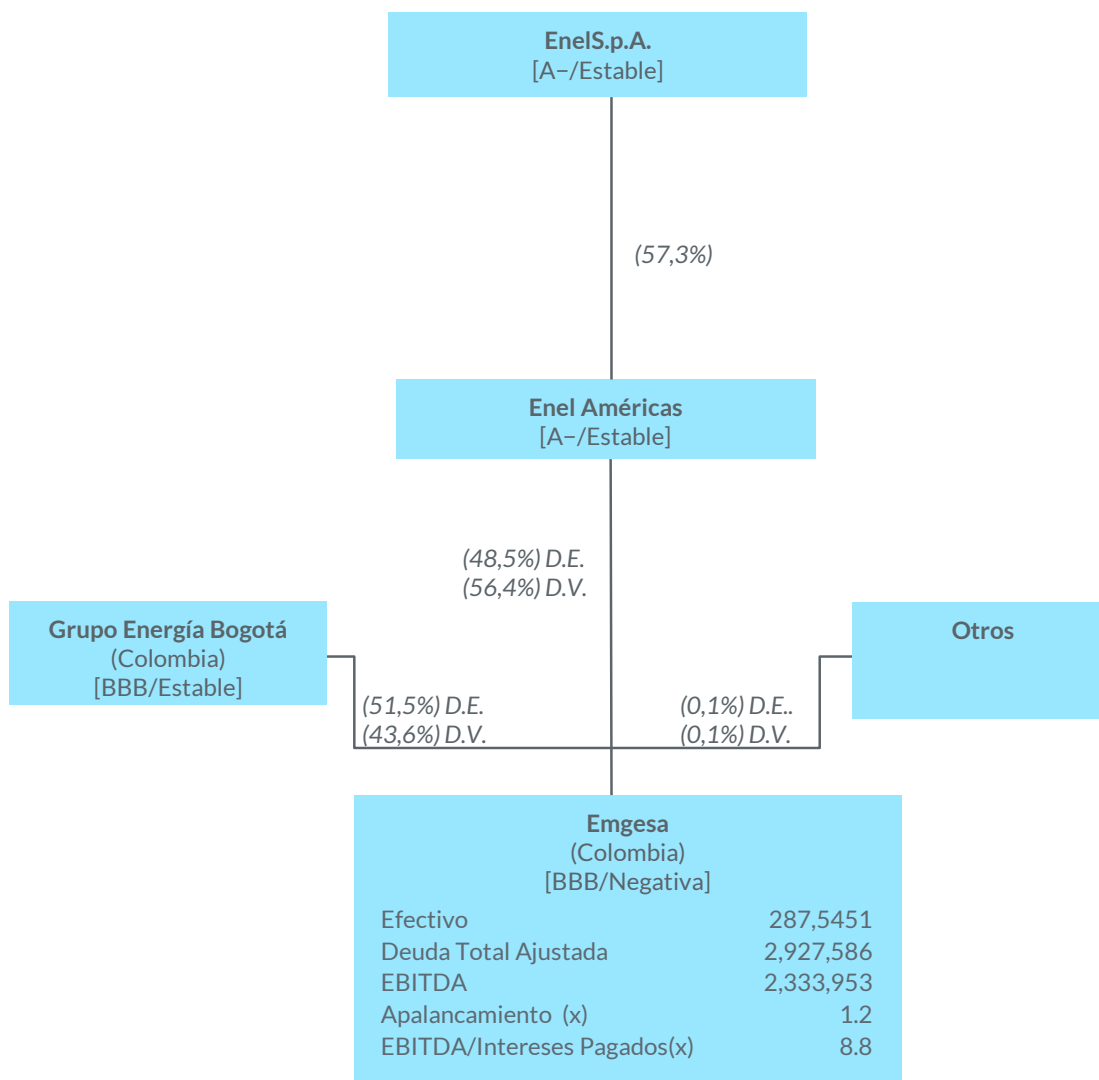 EnelS.p.A.
[A−/Estable]
(57,3%)
Enel Américas
[A−/Estable]
(48,5%) D.E.
(56,4%) D.V.
Grupo Energía Bogotá
(Colombia)
[BBB/Estable]
Otros
(51,5%) D.E.
(43,6%) D.V.
(0,1%) D.E..
(0,1%) D.V.
Emgesa
(Colombia)
[BBB/Negativa]
Efectivo 287,5451
Deuda Total Ajustada 2,927,586
EBITDA 2,333,953
Apalancamiento (x) 1.2
EBITDA/Intereses Pagados(x) 8.8